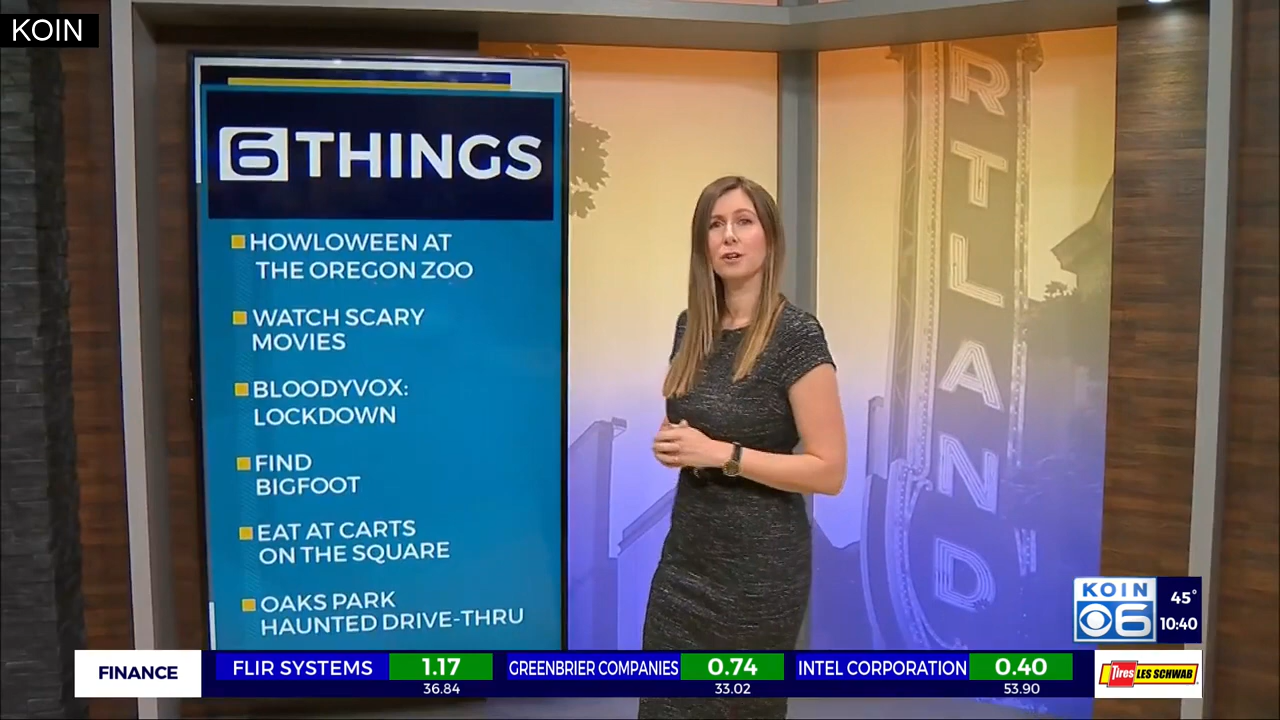 KOIN
6 THINGS
HOWLOWEEN AT
THE OREGON ZOO
WATCH SCARY
MOVIES
BLOODYVOX:
LOCKDOWN
FIND
BIGFOOT
EAT AT CARTS
ON THE SQUARE
OAKS PARK
HAUNTED DRIVE-THRU
RTLAND
KOIN
6
45°
10:40
FINANCE
FLIR SYSTEMS 1.17 GREENBRIER COMPANIES 0.74 INTEL CORPORATION 0.40
36.84 33.02 53.90
Tires LES SCHWAB